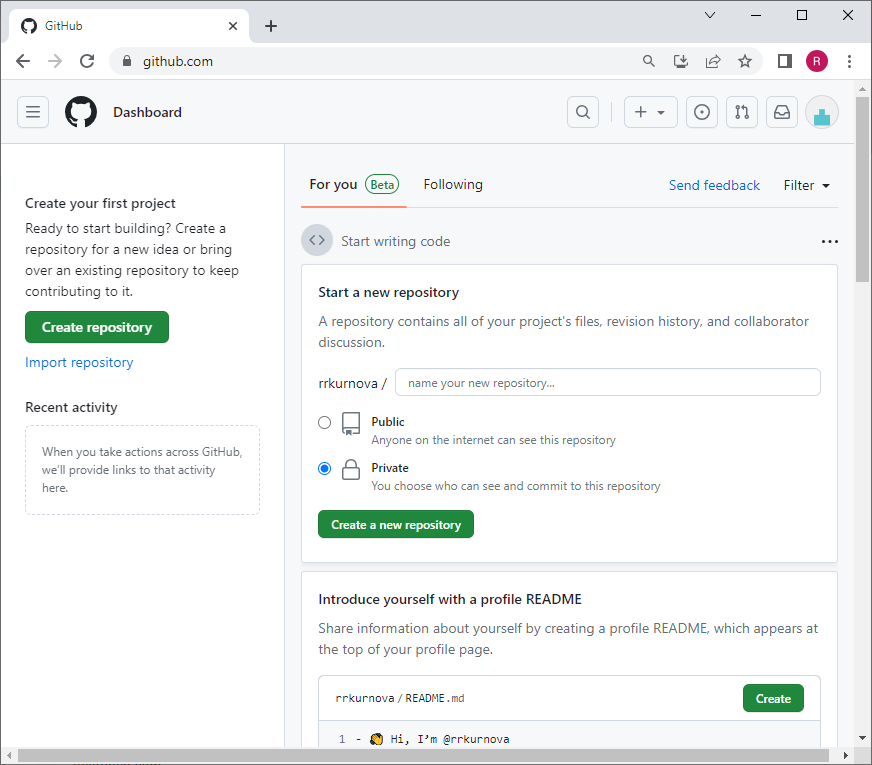 GitHub
github.com
R
Dashboard
For you Beta
Following
Send feedback
Filter
Create your first project
Ready to start building? Create a
repository for a new idea or bring
over an existing repository to keep
contributing to it.
Create repository
Import repository
Recent activity
When you take actions across GitHub,
we'll provide links to that activity
here.
Start writing code
Start a new repository
A repository contains all of your project's files, revision history, and collaborator
discussion.
rrkurnova / name your new repository...
Public
Anyone on the internet can see this repository
Private
You choose who can see and commit to this repository
Create a new repository
Introduce yourself with a profile README
Share information about yourself by creating a profile README, which appears at
the top of your profile page.
rrkurnova / README.md
Create
1 - 👋 Hi, I’m @rrkurnova